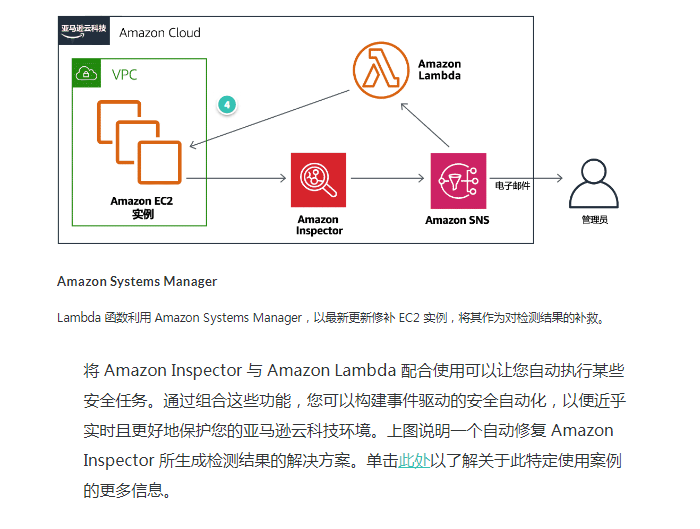 亚马逊云科技
Amazon Cloud
VPC
Amazon
Lambda
4
Amazon EC2
实例
Amazon
Inspector
Amazon SNS
电子邮件
管理员
Amazon Systems Manager
Lambda 函数利用 Amazon Systems Manager，以最新更新修补 EC2 实例，将其作为对检测结果的补救。
将 Amazon Inspector 与 Amazon Lambda 配合使用可以让您自动执行某些
安全任务。通过组合这些功能，您可以构建事件驱动的安全自动化，以便近乎
实时且更好地保护您的亚马逊云科技环境。上图说明一个自动修复 Amazon
Inspector 所生成检测结果的解决方案。单击此处以了解关于此特定使用案例
的更多信息。